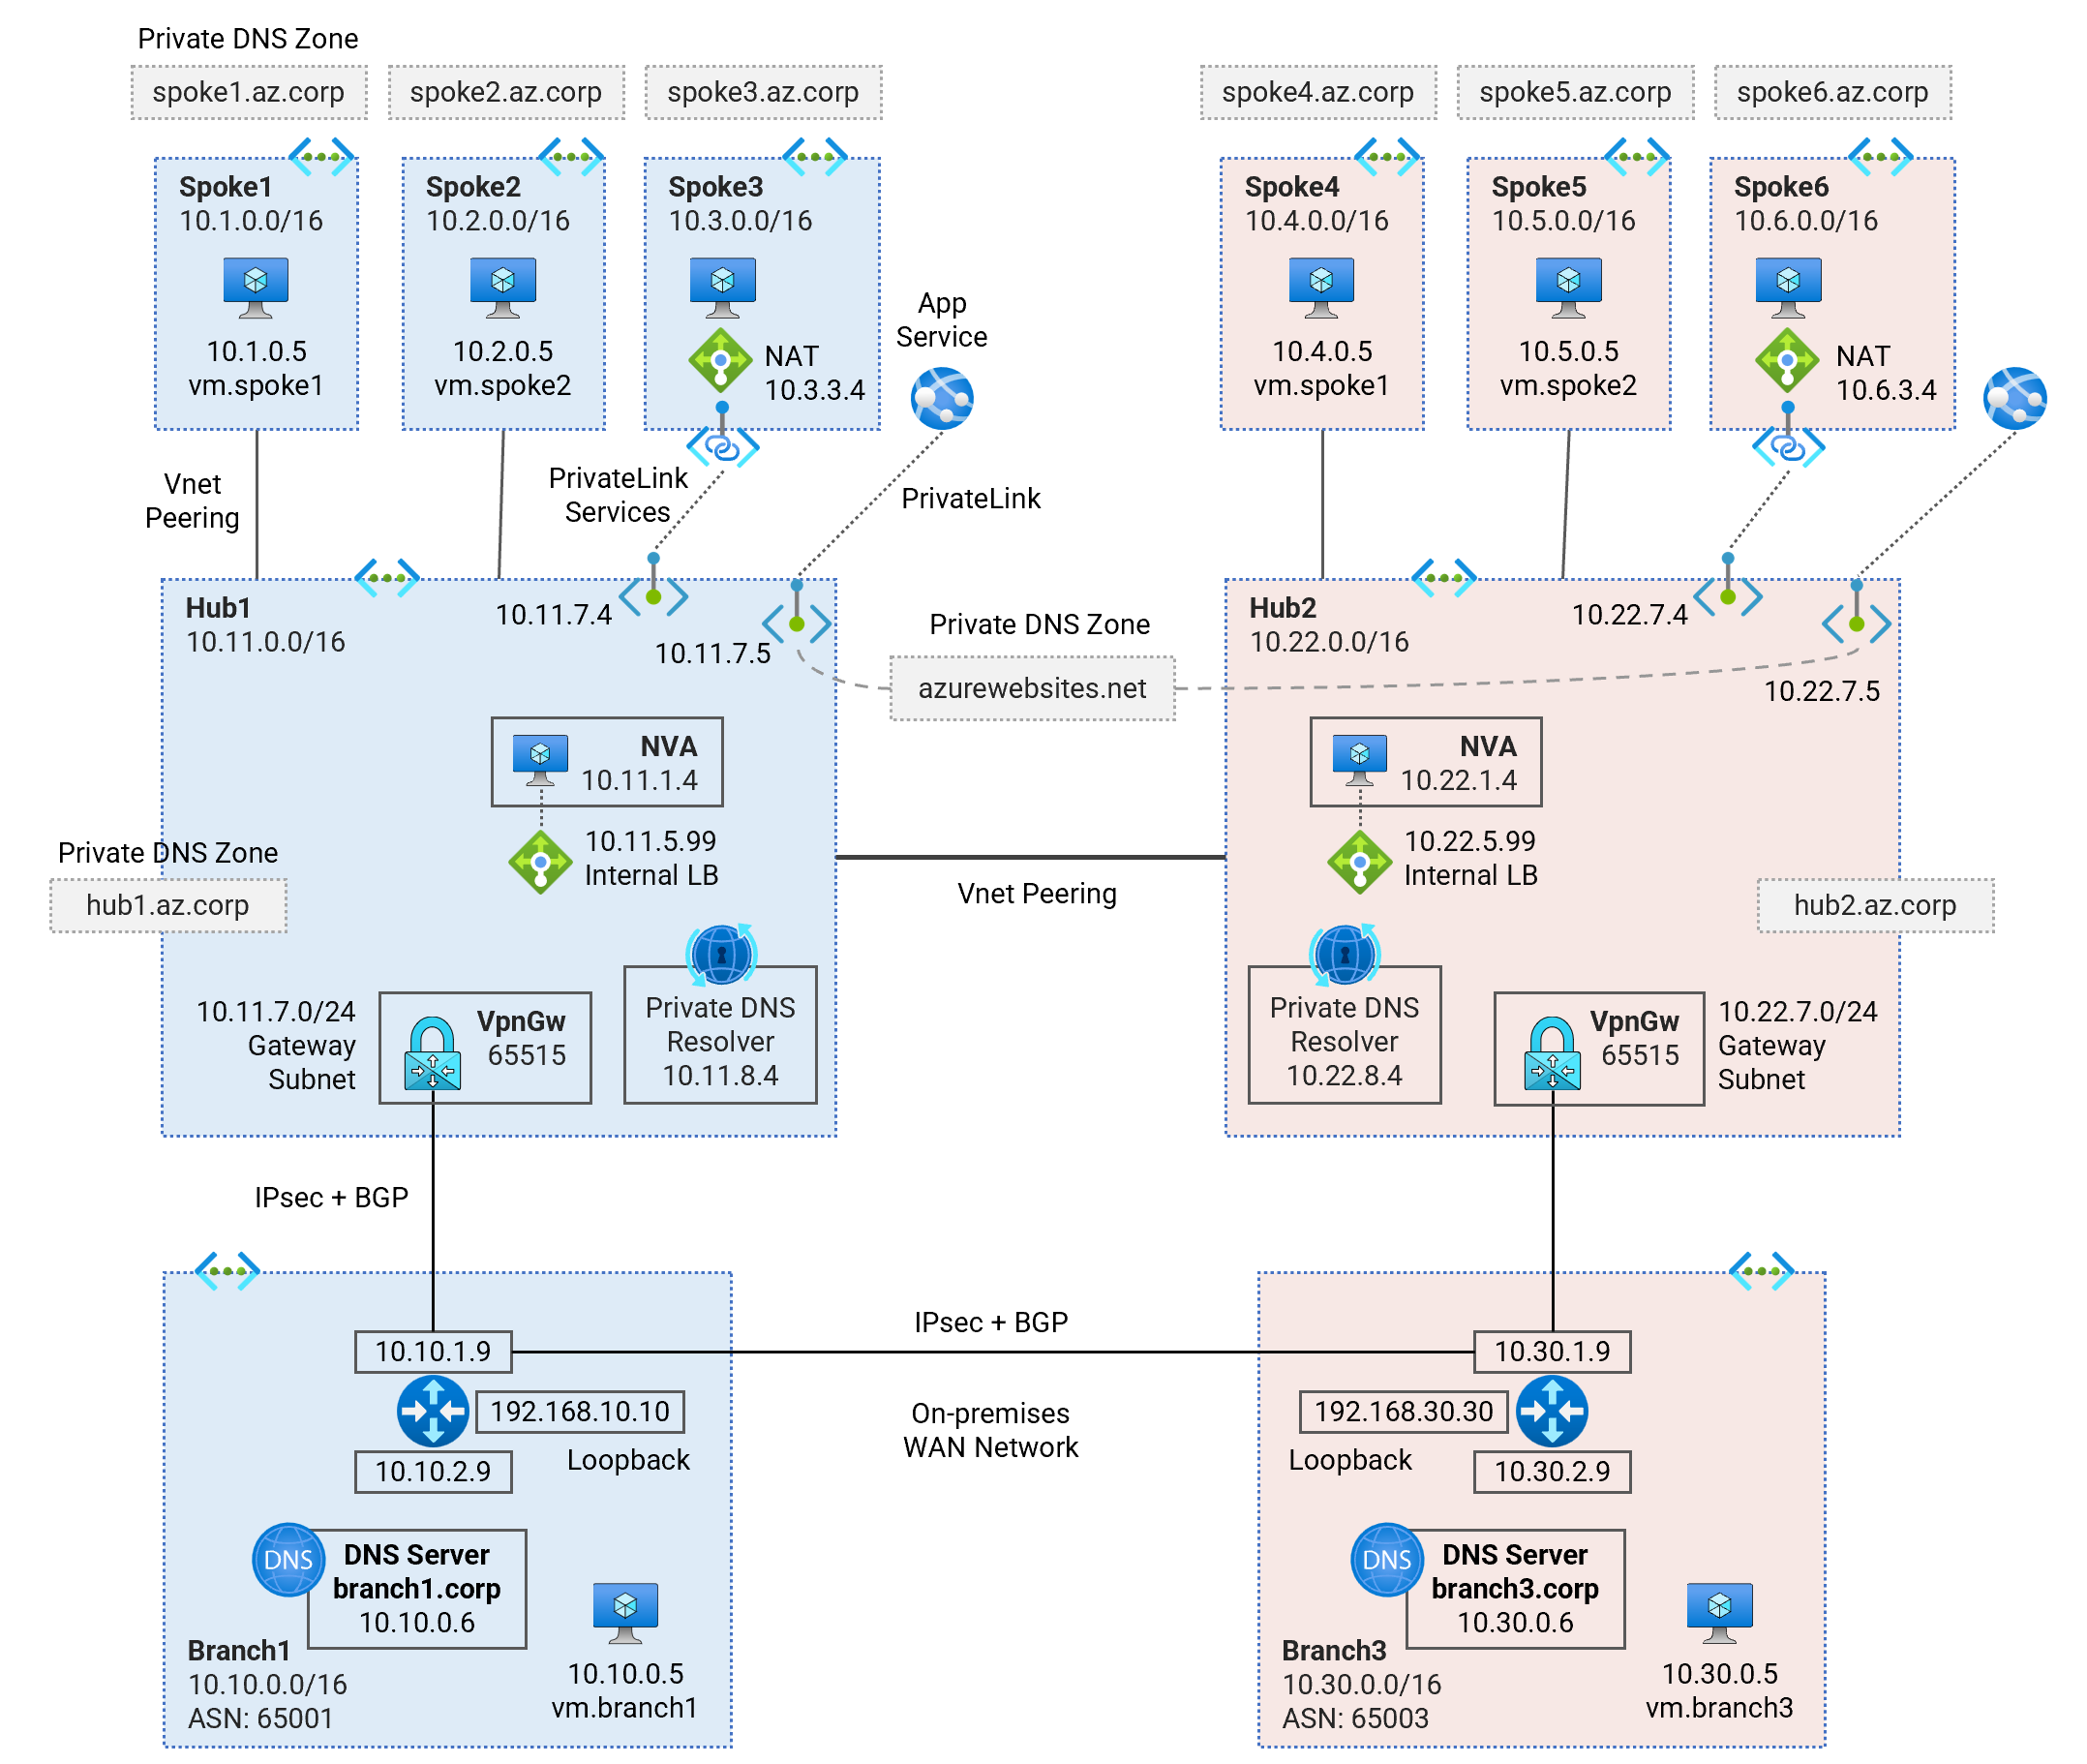 Private DNS Zone
spoke1.az.corp
spoke2.az.corp
spoke3.az.corp
spoke4.az.corp
spoke5.az.corp
spoke6.az.corp
Spoke1
10.1.0.0/16
10.1.0.5
vm.spoke1
Spoke2
10.2.0.0/16
10.2.0.5
vm.spoke2
Spoke3
10.3.0.0/16
NAT
10.3.3.4
App
Service
Spoke4
10.4.0.0/16
10.4.0.5
vm.spoke1
Spoke5
10.5.0.0/16
10.5.0.5
vm.spoke2
Spoke6
10.6.0.0/16
NAT
10.6.3.4
Vnet
Peering
PrivateLink
Services
PrivateLink
Hub1
10.11.0.0/16
10.11.7.4
10.11.7.5
Private DNS Zone
azurewebsites.net
Hub2
10.22.0.0/16
10.22.7.4
10.22.7.5
NVA
10.11.1.4
10.11.5.99
Internal LB
NVA
10.22.1.4
10.22.5.99
Internal LB
Private DNS Zone
hub1.az.corp
Vnet Peering
hub2.az.corp
10.11.7.0/24
Gateway
Subnet
VpnGw
65515
Private DNS
Resolver
10.11.8.4
Private DNS
Resolver
10.22.8.4
VpnGw
65515
10.22.7.0/24
Gateway
Subnet
IPsec + BGP
10.10.1.9
192.168.10.10
Loopback
10.10.2.9
IPsec + BGP
On-premises
WAN Network
10.30.1.9
192.168.30.30
Loopback
10.30.2.9
DNS
DNS Server
branch1.corp
10.10.0.6
Branch1
10.10.0.0/16
ASN: 65001
10.10.0.5
vm.branch1
DNS
DNS Server
branch3.corp
10.30.0.6
Branch3
10.30.0.0/16
ASN: 65003
10.30.0.5
vm.branch3